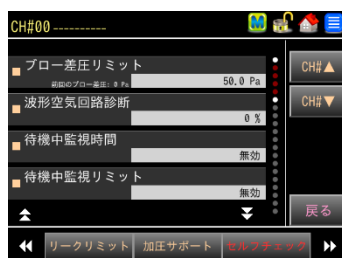 CH#00 ----------
M
ブロー差圧リミット
前回のブロー差圧: 0 Pa
50.0 Pa
CH#▲
波形空気回路診断
0 %
CH#▼
待機中監視時間
無効
待機中監視リミット
無効
戻る
リークリミット 加圧サポート セルフチェック